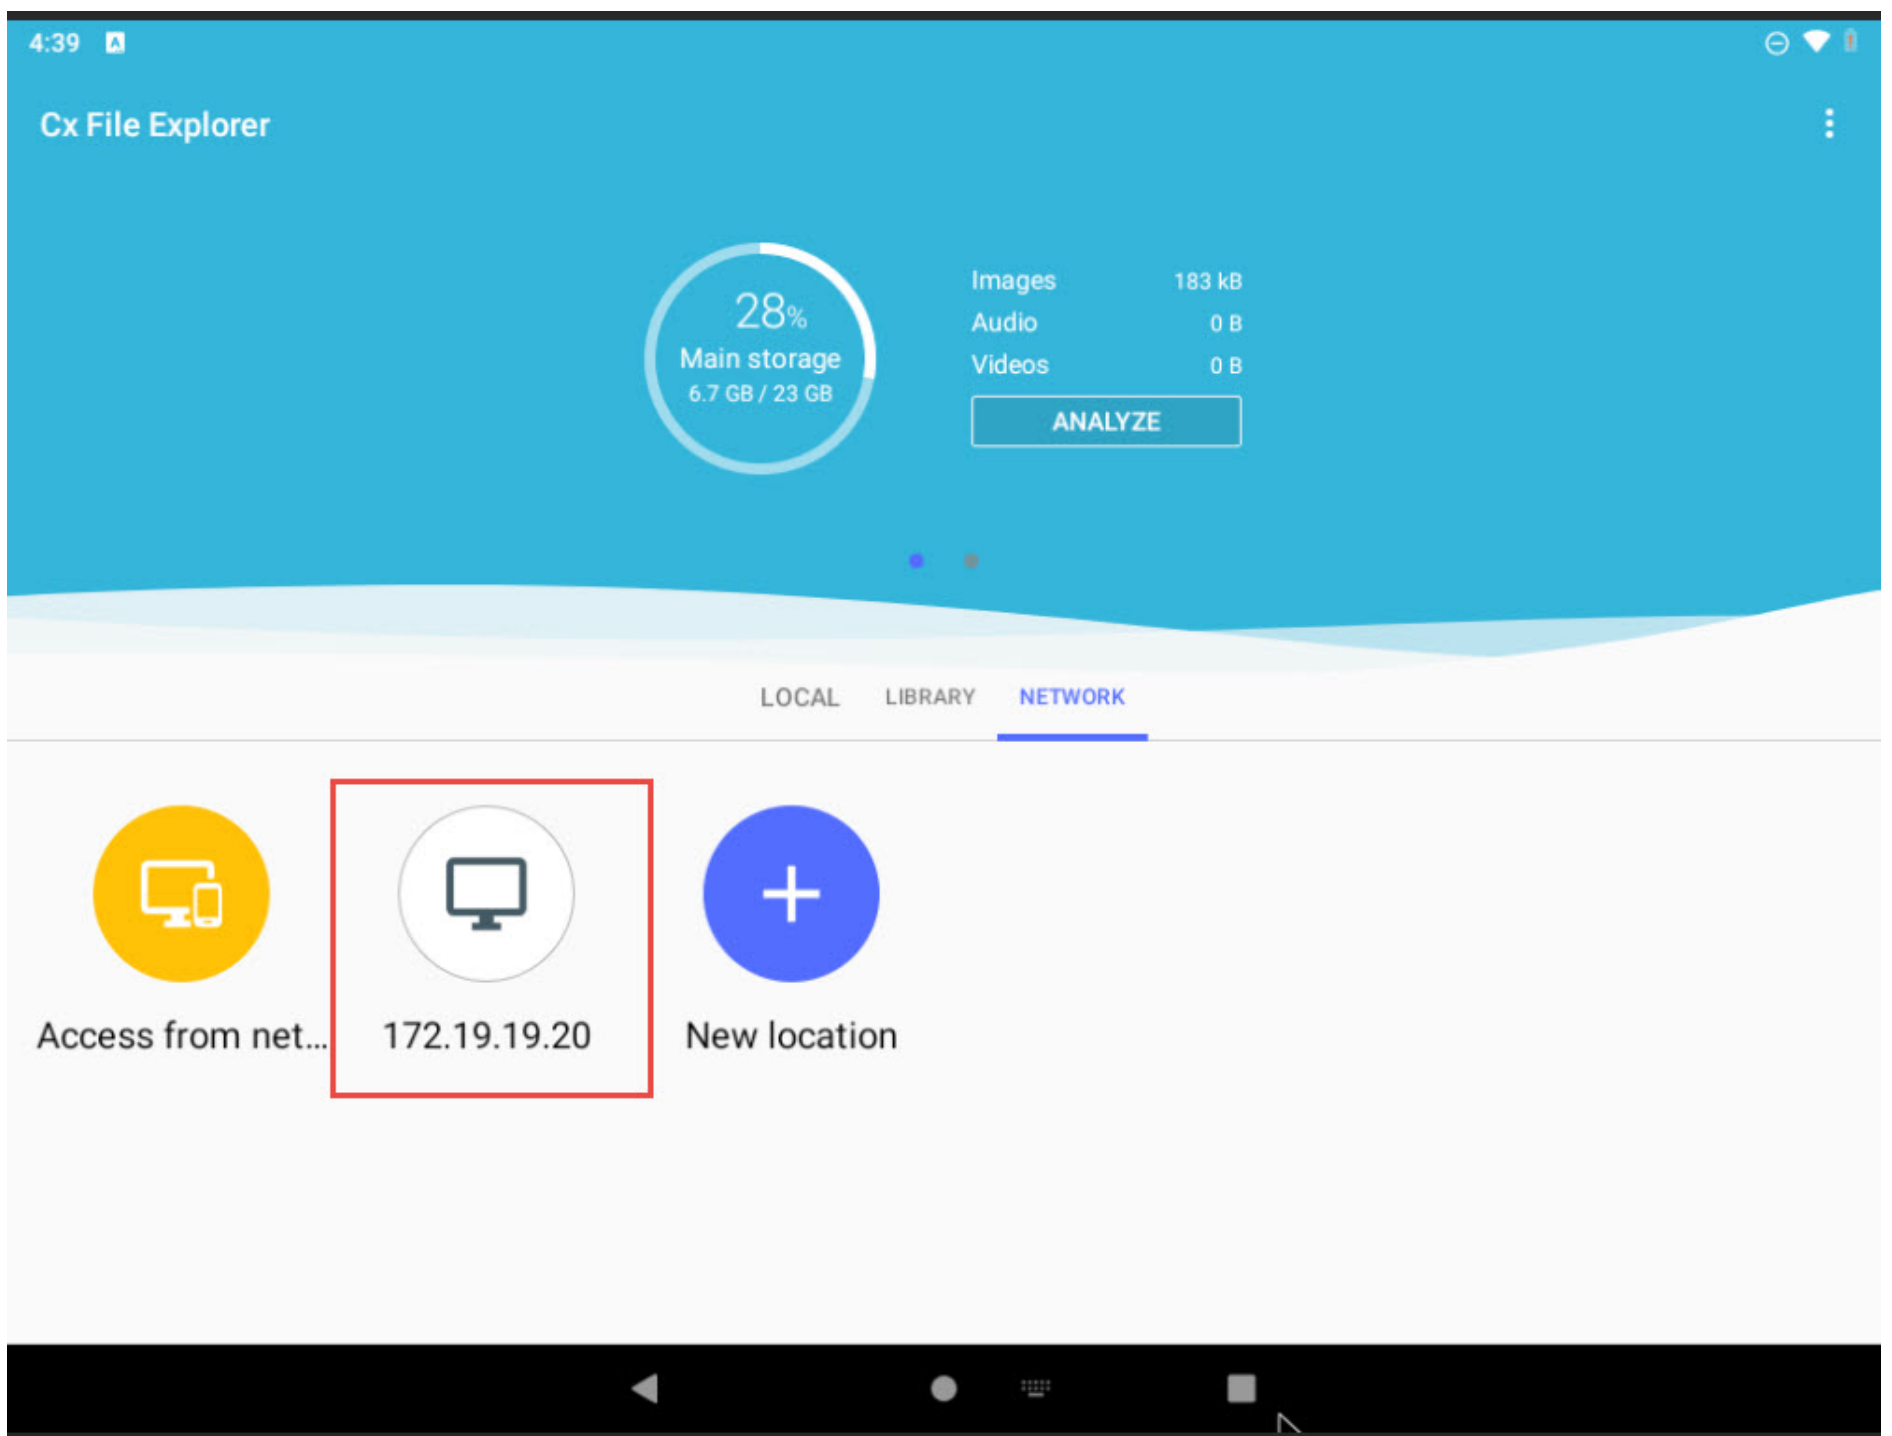 4:39
Cx File Explorer
28%
Main storage
6.7 GB / 23 GB
Images 183 kB
Audio 0 B
Videos 0 B
ANALYZE
LOCAL LIBRARY NETWORK
Access from net... 172.19.19.20 New location